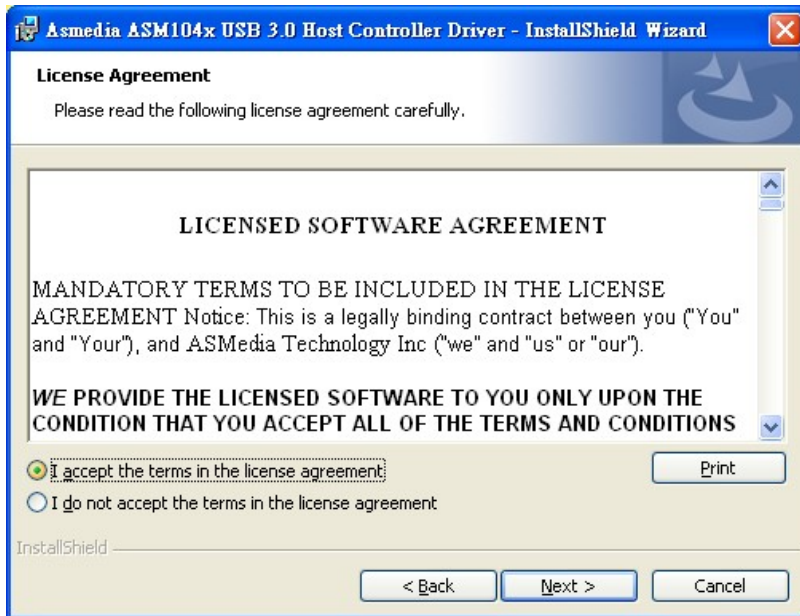 Asmedia ASM104x USB 3.0 Host Controller Driver - InstallShield Wizard
License Agreement
Please read the following license agreement carefully.
LICENSED SOFTWARE AGREEMENT
MANDATORY TERMS TO BE INCLUDED IN THE LICENSE
AGREEMENT Notice: This is a legally binding contract between you ("You"
and "Your"), and ASMedia Technology Inc ("we" and "us" or "our").
WE PROVIDE THE LICENSED SOFTWARE TO YOU ONLY UPON THE
CONDITION THAT YOU ACCEPT ALL OF THE TERMS AND CONDITIONS
I accept the terms in the license agreement
Print
I do not accept the terms in the license agreement
InstallShield
< Back
Next >
Cancel